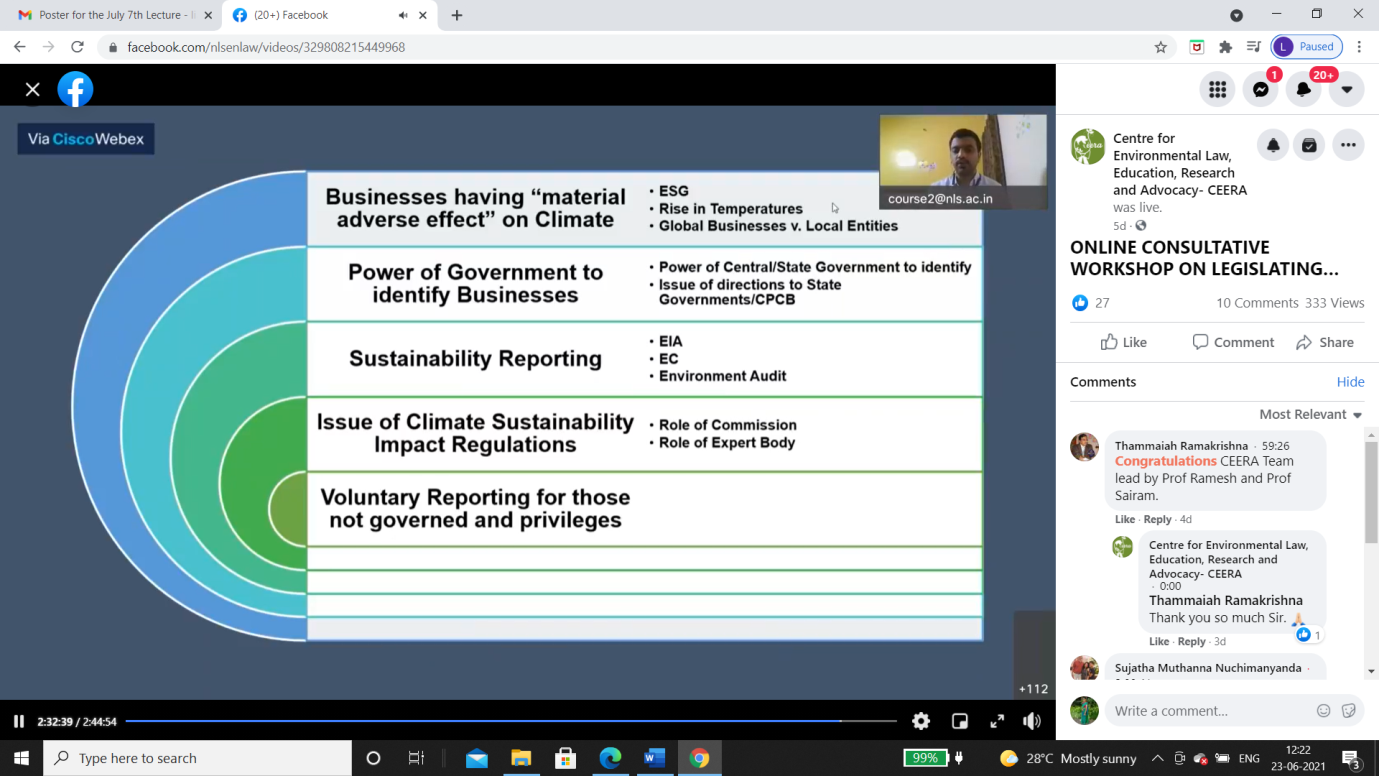 Poster for the July 7th Lecture -
(20+) Facebook
facebook.com/nlsenlaw/videos/329808215449968
L Paused
Via CiscoWebex
course2@nls.ac.in
Businesses having “material
adverse effect” on Climate
• ESG
• Rise in Temperatures
• Global Businesses v. Local Entities
Power of Government to
identify Businesses
• Power of Central/State Government to identify
• Issue of directions to State
Governments/CPCB
Sustainability Reporting
• EIA
• EC
• Environment Audit
Issue of Climate Sustainability
Impact Regulations
• Role of Commission
• Role of Expert Body
Voluntary Reporting for those
not governed and privileges
+112
2:32:39 / 2:44:54
1
20+
Ceera
Centre for
Environmental Law,
Education, Research
and Advocacy- CEERA
was live.
5d ·
ONLINE CONSULTATIVE
WORKSHOP ON LEGISLATING...
27
10 Comments 333 Views
Like
Comment
Share
Comments
Hide
Most Relevant
Thammaiah Ramakrishna · 59:26
Congratulations CEERA Team
lead by Prof Ramesh and Prof
Sairam.
Like · Reply · 4d
Centre for Environmental Law,
Education, Research and
Advocacy- CEERA
· 0:00
Thammaiah Ramakrishna
Thank you so much Sir.
1
Like · Reply · 3d
Sujatha Muthanna Nuchimanyanda ·
Write a comment...
Type here to search
99%
28°C Mostly sunny
ENG
12:22
23-06-2021
3